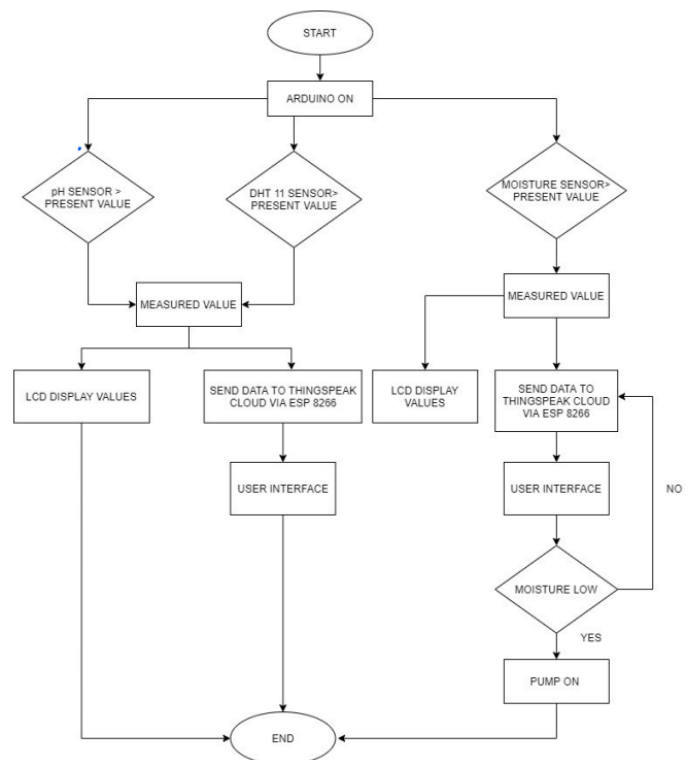 START
ARDUINO ON
pH SENSOR >
PRESENT VALUE
DHT 11 SENSOR>
PRESENT VALUE
MOISTURE SENSOR>
PRESENT VALUE
MEASURED VALUE
MEASURED VALUE
LCD DISPLAY VALUES
SEND DATA TO THINGSPEAK
CLOUD VIA ESP 8266
LCD DISPLAY
VALUES
SEND DATA TO
THINGSPEAK CLOUD
VIA ESP 8266
USER INTERFACE
USER INTERFACE
NO
MOISTURE LOW
YES
PUMP ON
END